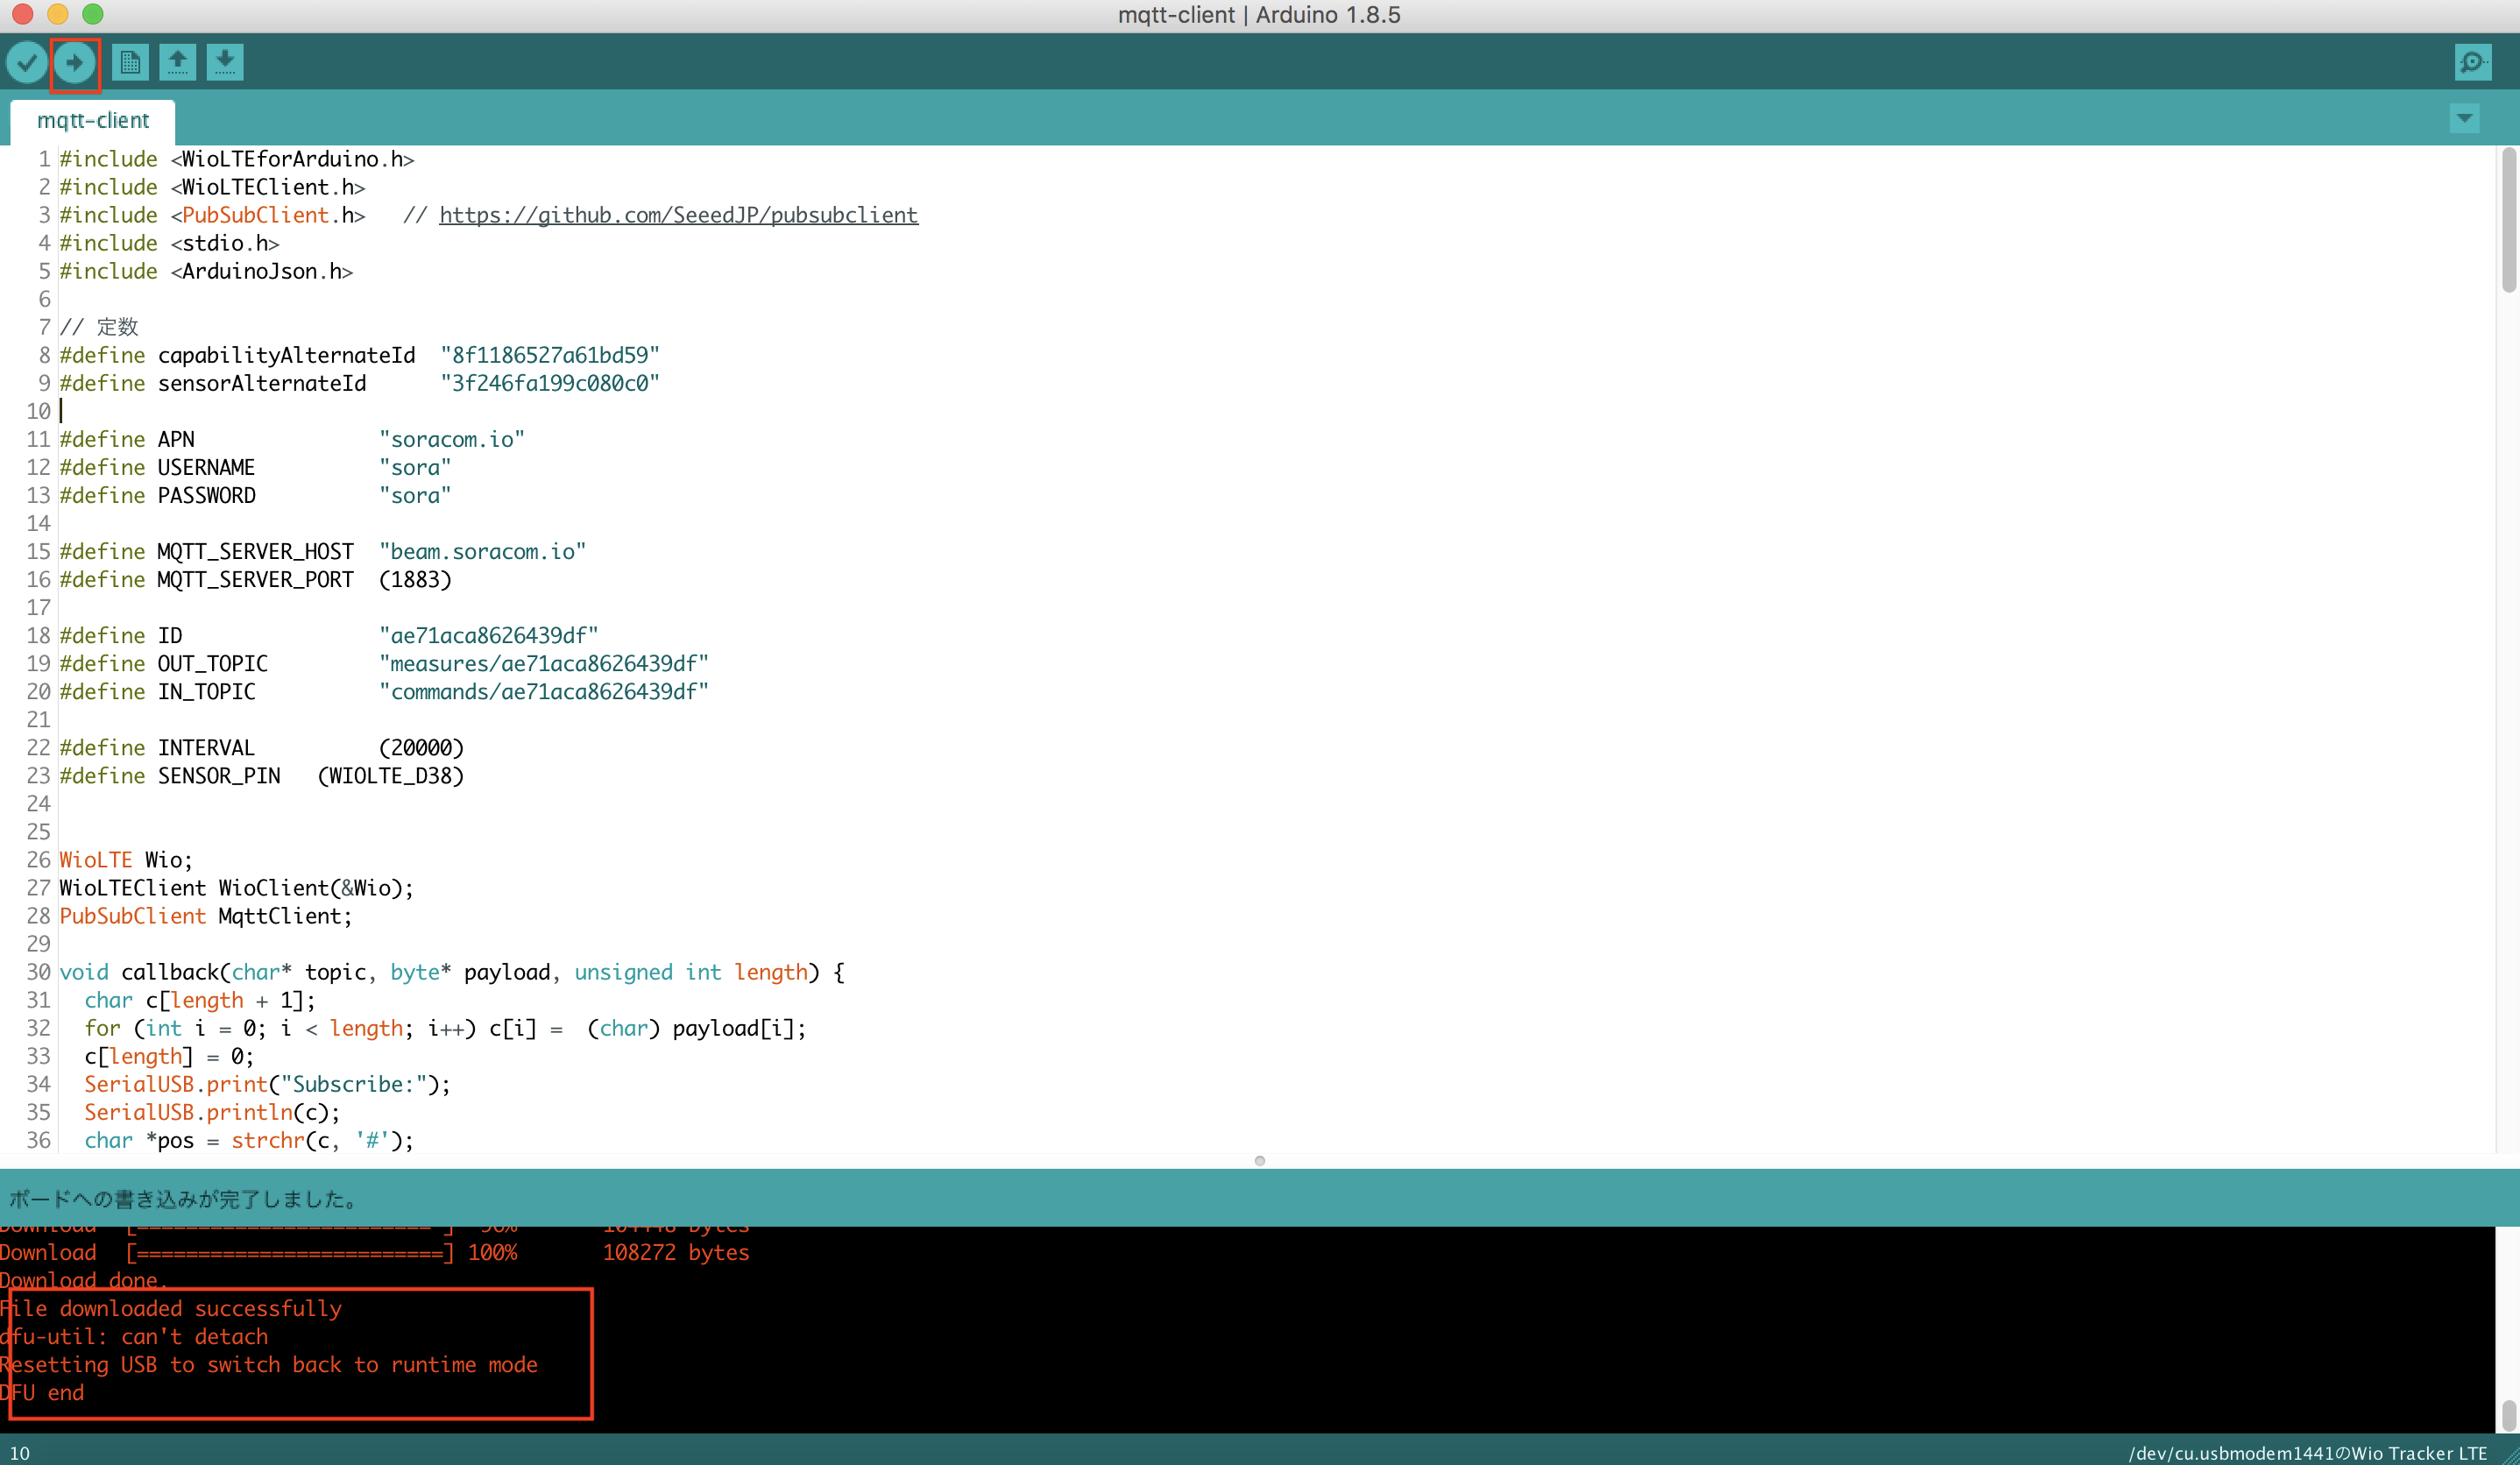 mqtt-client | Arduino 1.8.5
mqtt-client
1 #include <WioLTEforArduino.h>
2 #include <WioLTEClient.h>
3 #include <PubSubClient.h>   // https://github.com/SeeedJP/pubsubclient
4 #include <stdio.h>
5 #include <ArduinoJson.h>
6
7 // 定数
8 #define capabilityAlternateId  "8f1186527a61bd59"
9 #define sensorAlternateId      "3f246fa199c080c0"
10
11 #define APN               "soracom.io"
12 #define USERNAME          "sora"
13 #define PASSWORD          "sora"
14
15 #define MQTT_SERVER_HOST  "beam.soracom.io"
16 #define MQTT_SERVER_PORT  (1883)
17
18 #define ID                "ae71aca8626439df"
19 #define OUT_TOPIC         "measures/ae71aca8626439df"
20 #define IN_TOPIC          "commands/ae71aca8626439df"
21
22 #define INTERVAL          (20000)
23 #define SENSOR_PIN   (WIOLTE_D38)
24
25
26 WioLTE Wio;
27 WioLTEClient WioClient(&Wio);
28 PubSubClient MqttClient;
29
30 void callback(char* topic, byte* payload, unsigned int length) {
31   char c[length + 1];
32   for (int i = 0; i < length; i++) c[i] =  (char) payload[i];
33   c[length] = 0;
34   SerialUSB.print("Subscribe:");
35   SerialUSB.println(c);
36   char *pos = strchr(c, '#');
ボードへの書き込みが完了しました。
Download  [======================== ]  96%       104448 bytes
Download  [=========================] 100%       108272 bytes
Download done.
File downloaded successfully
dfu-util: can't detach
Resetting USB to switch back to runtime mode
DFU end
10
/dev/cu.usbmodem1441のWio Tracker LTE